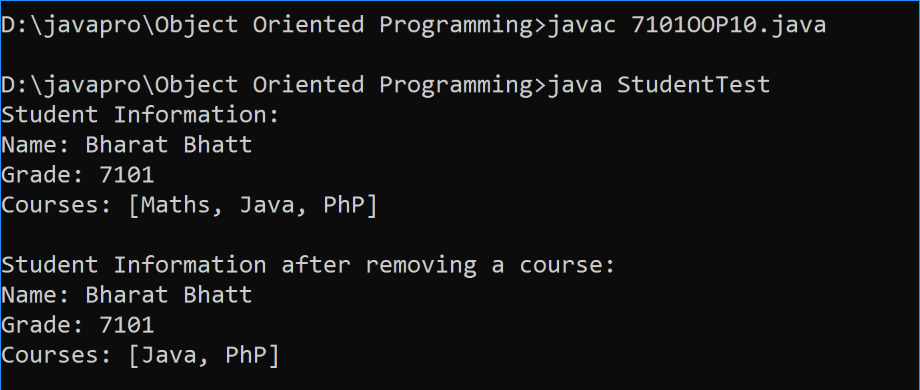 D:\javapro\Object Oriented Programming>javac 7101OOP10.java
D:\javapro\Object Oriented Programming>java StudentTest
Student Information:
Name: Bharat Bhatt
Grade: 7101
Courses: [Maths, Java, PhP]
Student Information after removing a course:
Name: Bharat Bhatt
Grade: 7101
Courses: [Java, PhP]